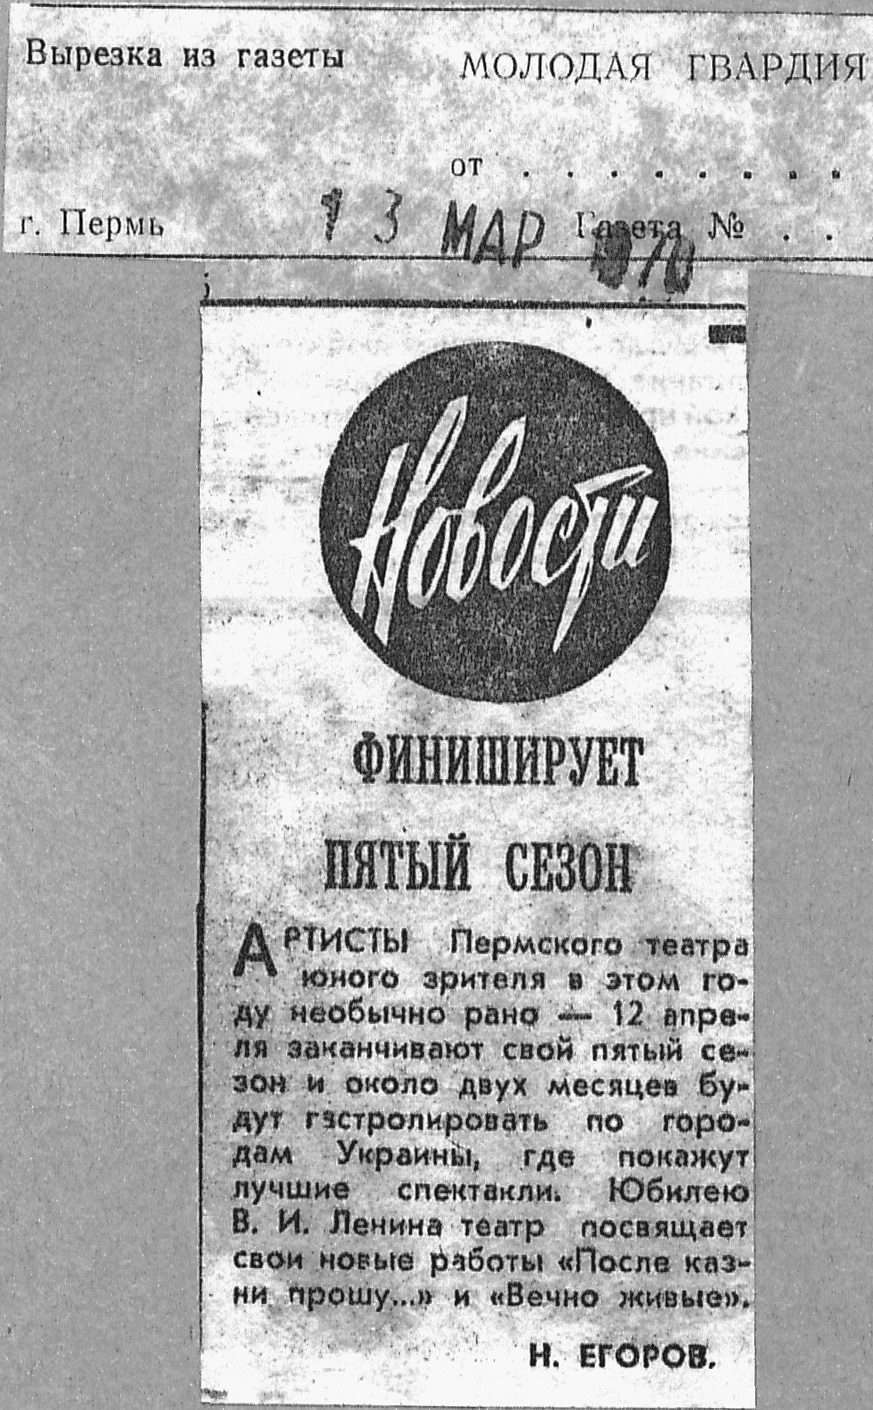 Вырезка из газеты МОЛОДАЯ ГВАРДИЯ
от . . . . . . . .
г. Пермь 13 МАР 1970 Газета № . .
Новости
ФИНИШИРУЕТ
ПЯТЫЙ СЕЗОН
АРТИСТЫ Пермского театра
юного зрителя в этом го-
ду необычно рано — 12 апре-
ля заканчивают свой пятый се-
зон и около двух месяцев бу-
дут гастролировать по горо-
дам Украины, где покажут
лучшие спектакли. Юбилею
В. И. Ленина театр посвящает
свои новые работы «После каз-
ни прошу...» и «Вечно живые».
Н. ЕГОРОВ.